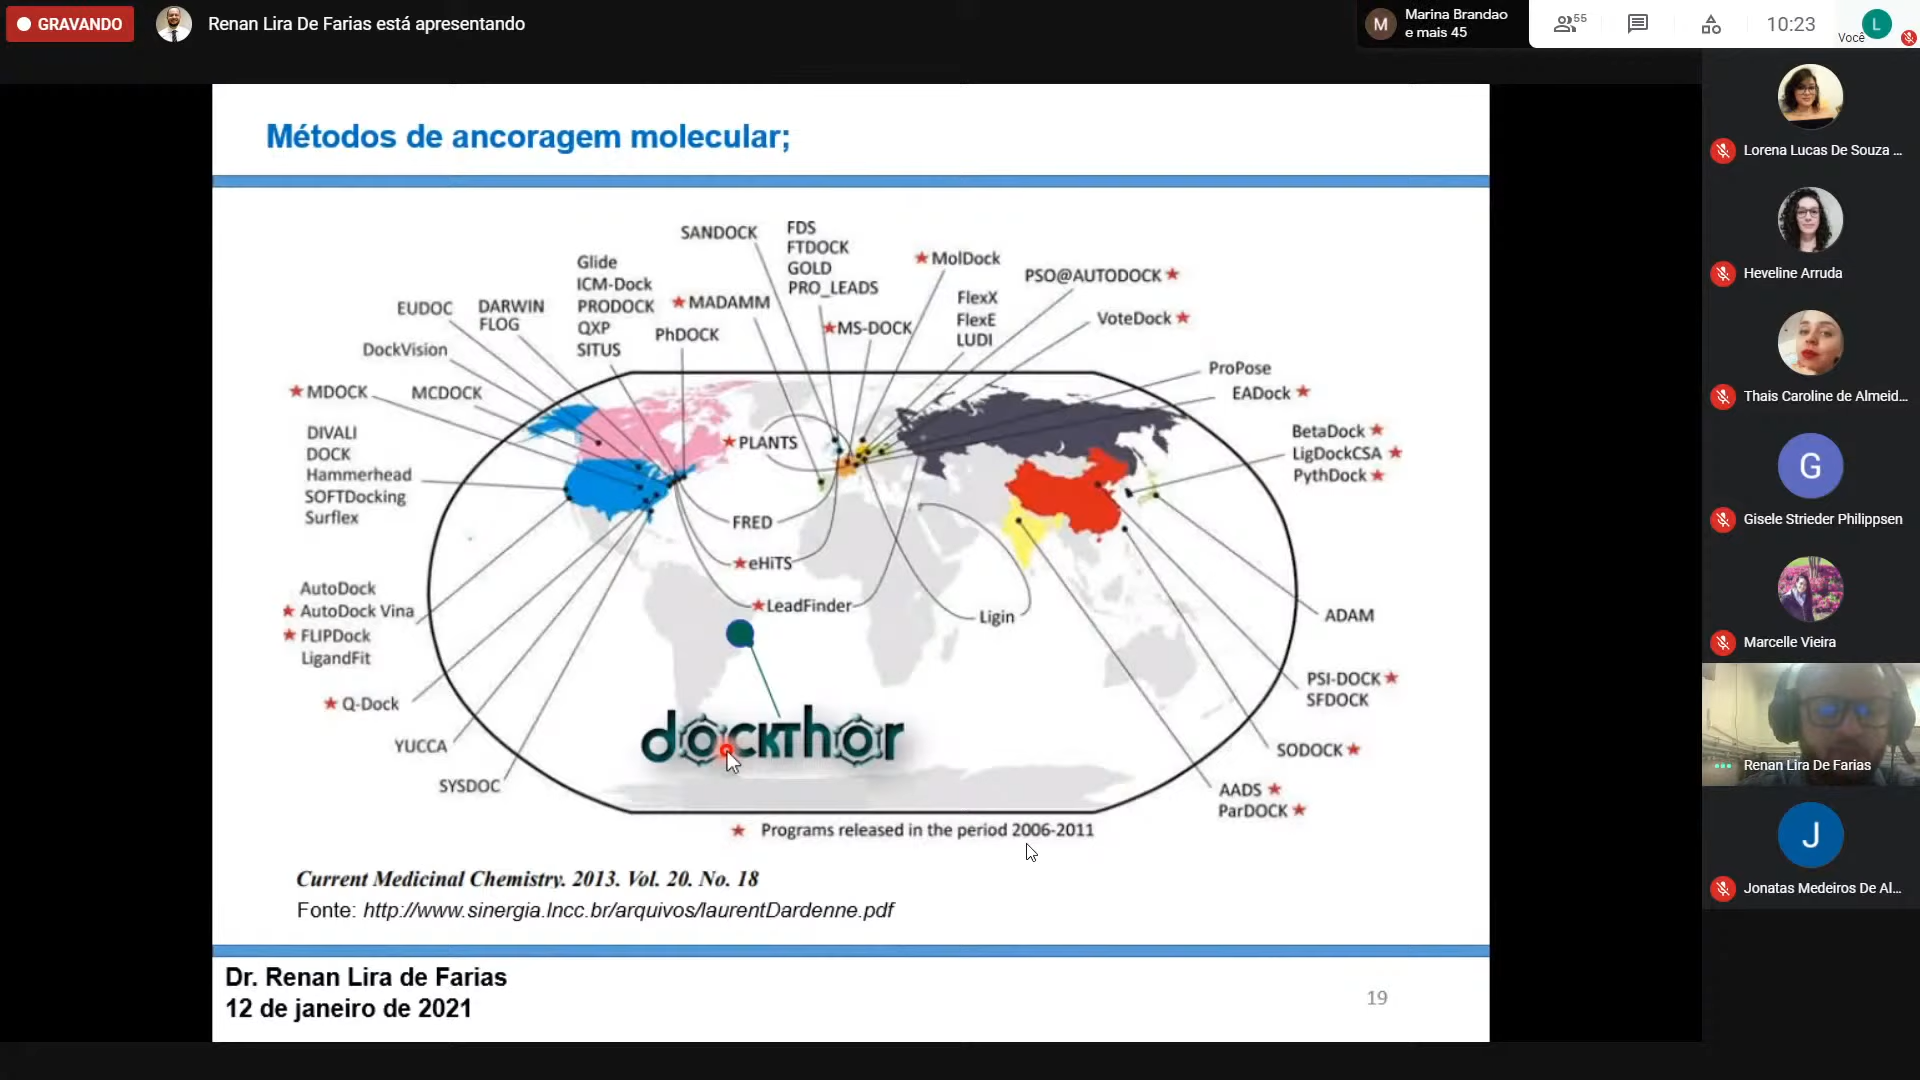 GRAVANDO
Renan Lira De Farias está apresentando
M
Marina Brandao
e mais 45
55
10:23
Você
L
Métodos de ancoragem molecular;
SANDOCK
FDS
FTDOCK
GOLD
PRO_LEADS
★ MolDock
PSO@AUTODOCK ★
Glide
ICM-Dock
PRODOCK
QXP
SITUS
★ MADAMM
PhDOCK
★MS-DOCK
FlexX
FlexE
LUDI
VoteDock ★
EUDOC
DARWIN
FLOG
DockVision
ProPose
EADock ★
★ MDOCK
MCDOCK
DIVALI
DOCK
Hammerhead
SOFTDocking
Surflex
★ PLANTS
BetaDock ★
LigDockCSA ★
PythDock ★
FRED
★ eHiTS
★LeadFinder
Ligin
AutoDock
★ AutoDock Vina
★ FLIPDock
LigandFit
ADAM
★ Q-Dock
PSI-DOCK ★
SFDOCK
YUCCA
SODOCK ★
SYSDOC
AADS ★
ParDOCK ★
dockthor
★ Programs released in the period 2006-2011
Current Medicinal Chemistry. 2013. Vol. 20. No. 18
Fonte: http://www.sinergia.lncc.br/arquivos/laurentDardenne.pdf
Dr. Renan Lira de Farias
12 de janeiro de 2021
19
Lorena Lucas De Souza ...
Heveline Arruda
Thais Caroline de Almeid...
G
Gisele Strieder Philippsen
Marcelle Vieira
Renan Lira De Farias
J
Jonatas Medeiros De Al...